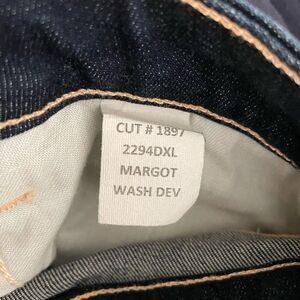 CUT # 1897
2294DXL
MARGOT
WASH DEV